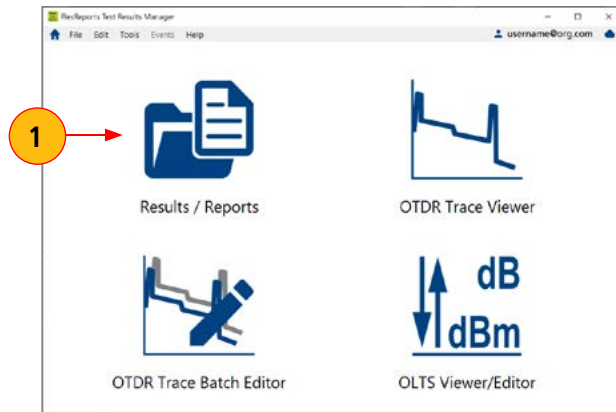 ResReports Test Results Manager
File Edit Tools Events Help username@org.com
1
Results / Reports OTDR Trace Viewer
dB
dBm
OTDR Trace Batch Editor OLTS Viewer/Editor